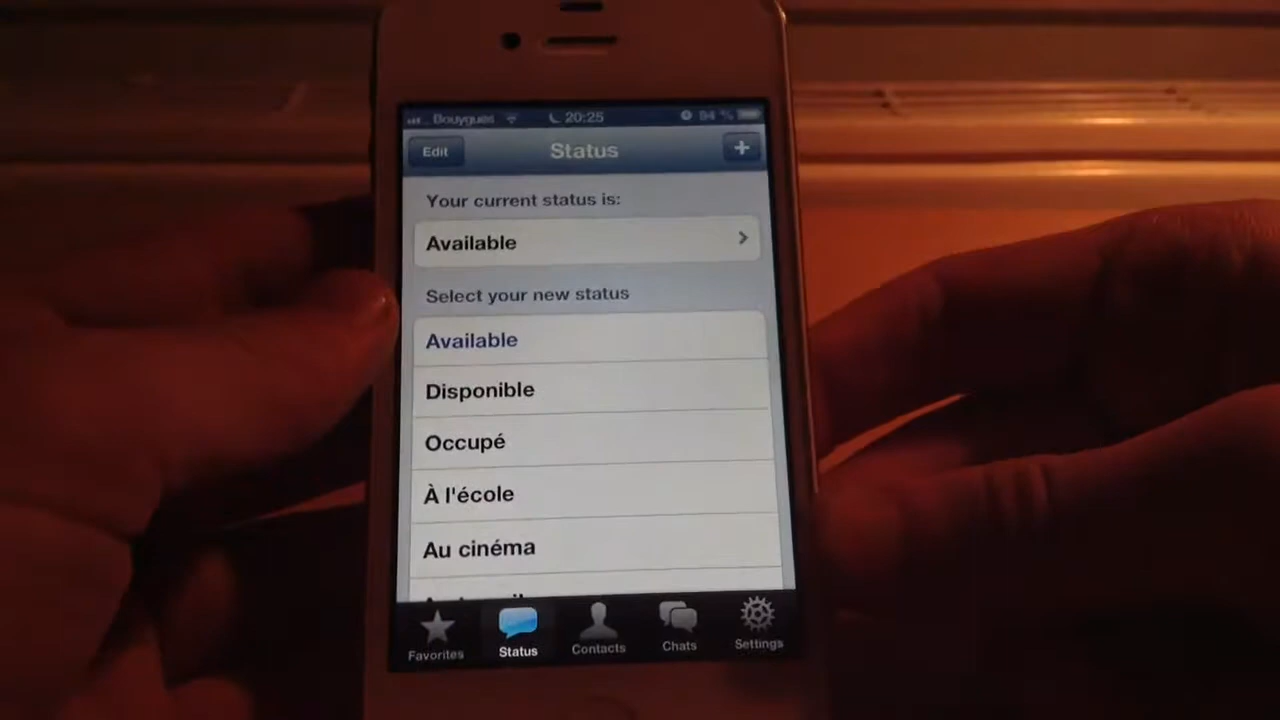 Bouygues 20:25 94 %
Edit Status +
Your current status is:
Available
Select your new status
Available
Disponible
Occupé
À l'école
Au cinéma
Favorites Status Contacts Chats Settings